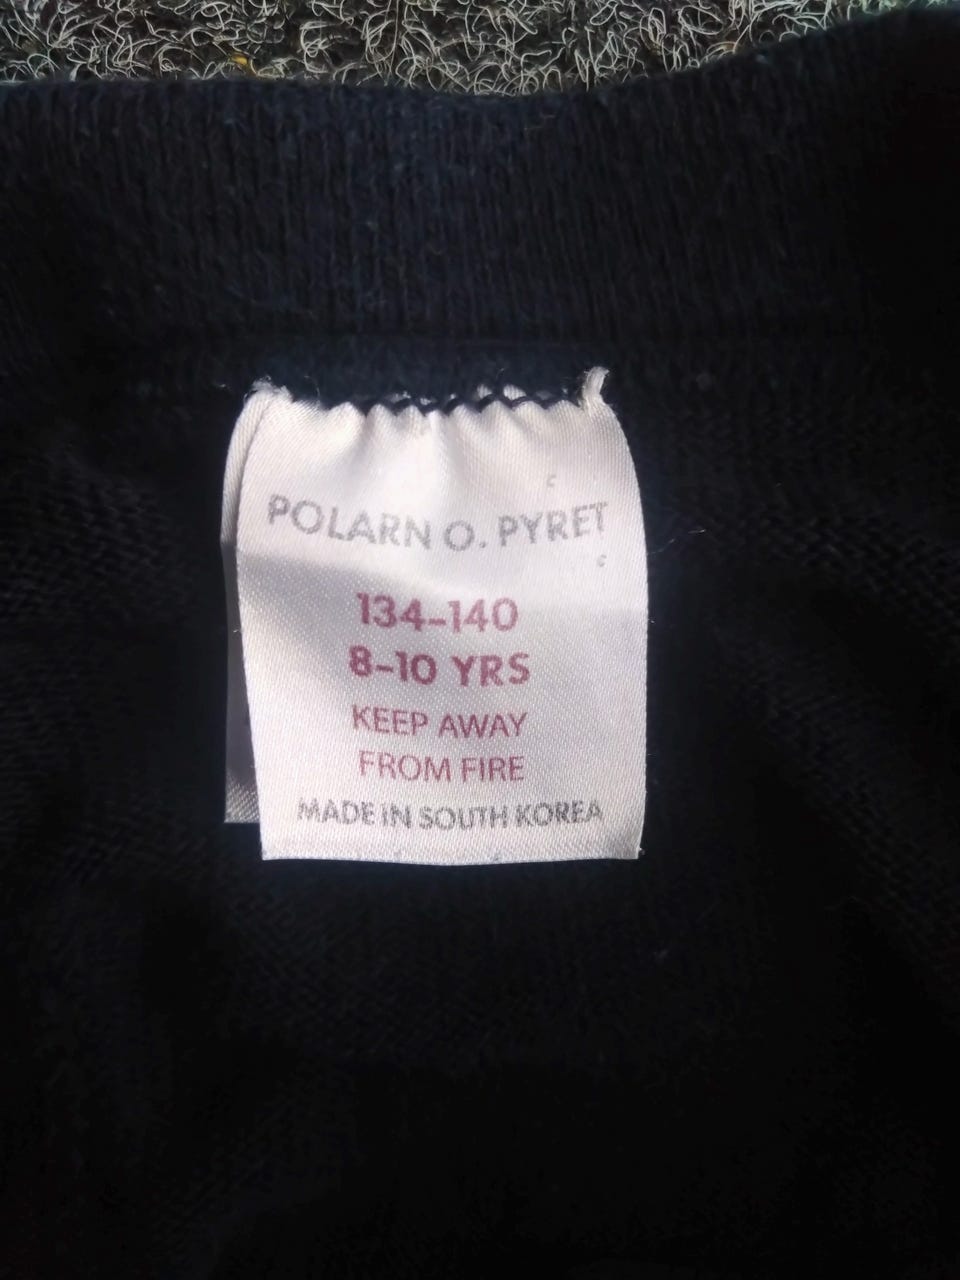 POLARN O. PYRET
134-140
8-10 YRS
KEEP AWAY
FROM FIRE
MADE IN SOUTH KOREA